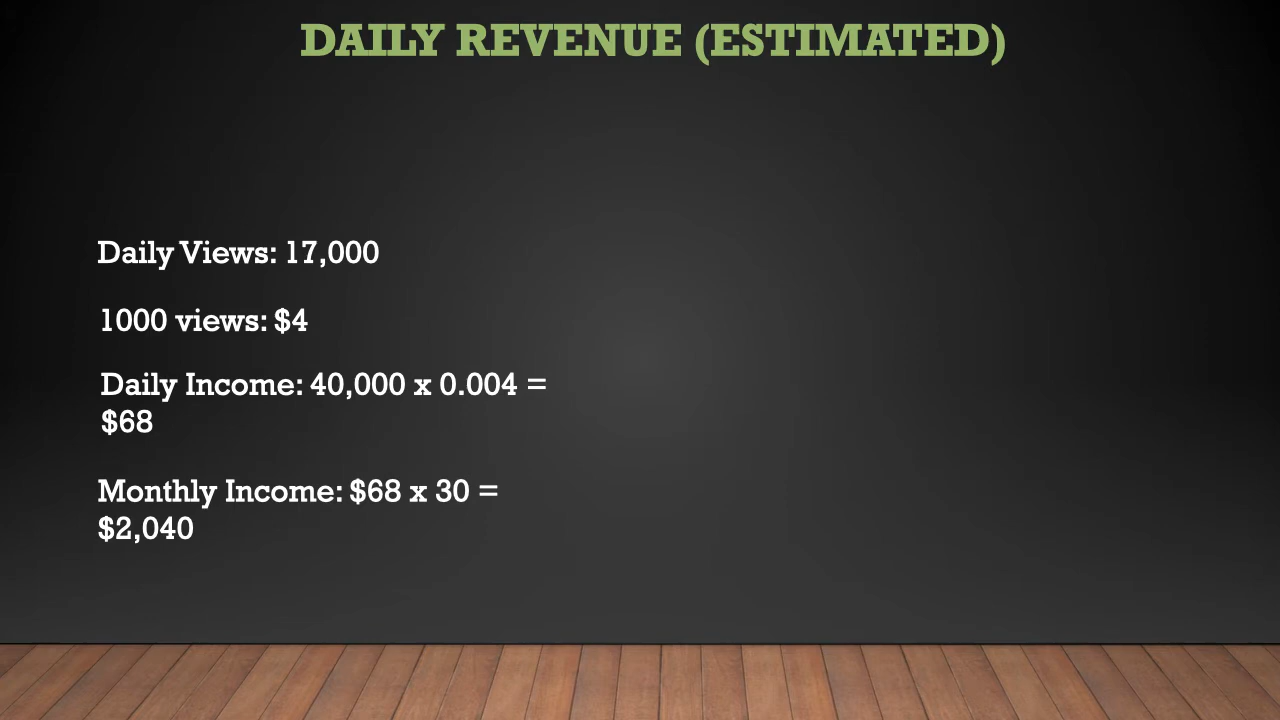 DAILY REVENUE (ESTIMATED)
Daily Views: 17,000
1000 views: $4
Daily Income: 40,000 x 0.004 =
$68
Monthly Income: $68 x 30 =
$2,040